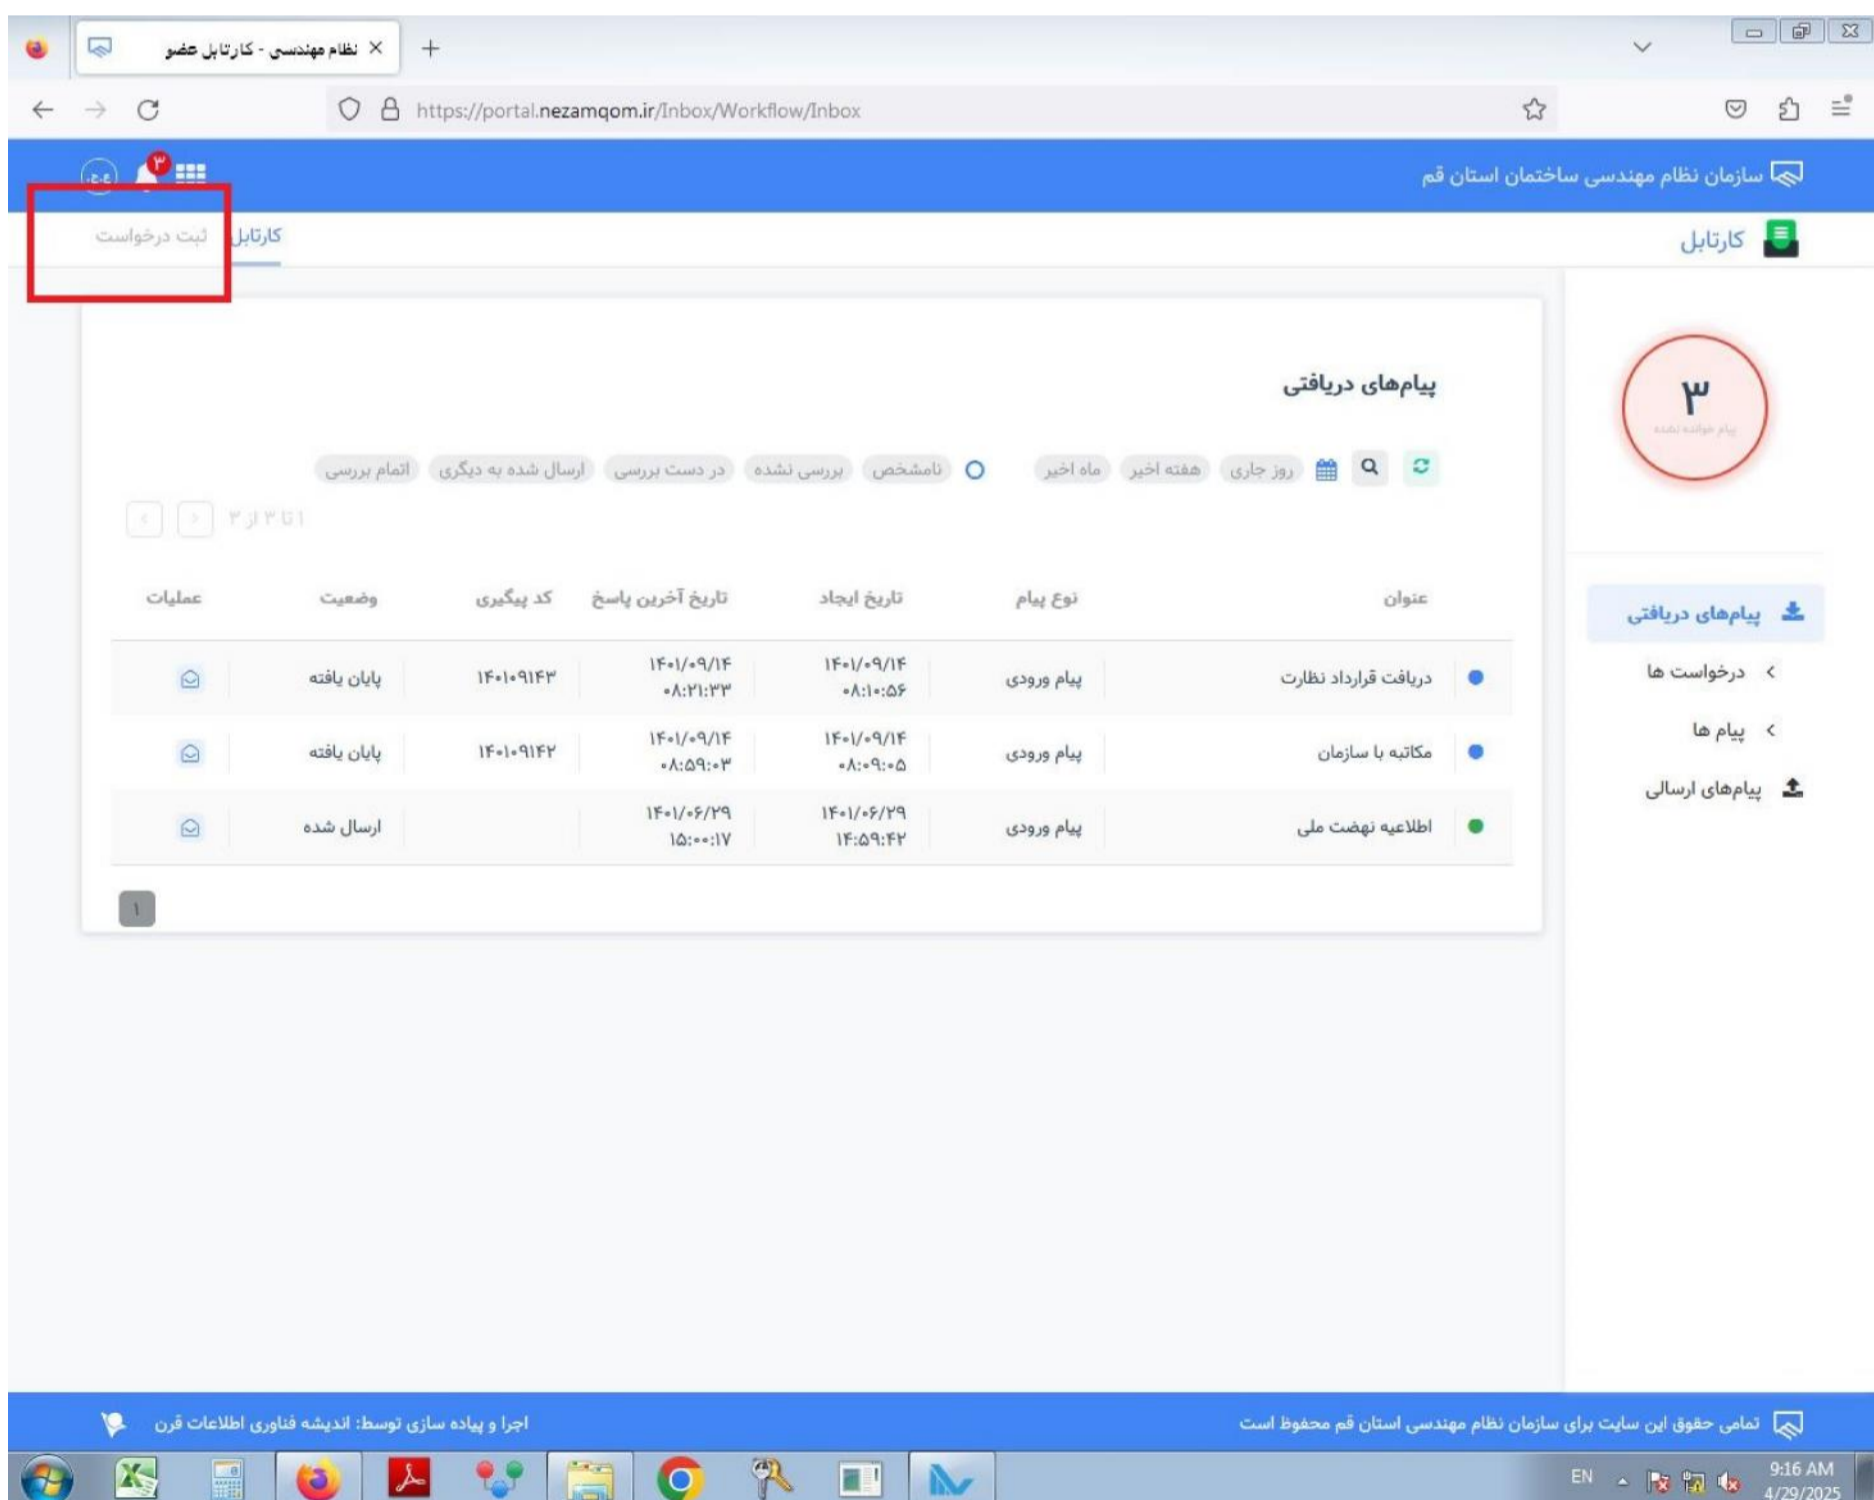 نظام مهندسی - کارتابل عضو
https://portal.nezamqom.ir/Inbox/Workflow/Inbox
سازمان نظام مهندسی ساختمان استان قم
۳
ع.ج.
کارتابل
کارتابل
ثبت درخواست
۳
پیام خوانده نشده
پیام‌های دریافتی
درخواست ها
پیام ها
پیام‌های ارسالی
پیام‌های دریافتی
روز جاری هفته اخیر ماه اخیر نامشخص بررسی نشده در دست بررسی ارسال شده به دیگری اتمام بررسی
۱ تا ۳ از ۳
عنوان نوع پیام تاریخ ایجاد تاریخ آخرین پاسخ کد پیگیری وضعیت عملیات
دریافت قرارداد نظارت پیام ورودی ۱۴۰۱/۰۹/۱۴ ۰۸:۱۰:۵۶ ۱۴۰۱/۰۹/۱۴ ۰۸:۲۱:۳۳ ۱۴۰۱۰۹۱۴۳ پایان یافته
مکاتبه با سازمان پیام ورودی ۱۴۰۱/۰۹/۱۴ ۰۸:۰۹:۰۵ ۱۴۰۱/۰۹/۱۴ ۰۸:۵۹:۰۳ ۱۴۰۱۰۹۱۴۲ پایان یافته
اطلاعیه نهضت ملی پیام ورودی ۱۴۰۱/۰۶/۲۹ ۱۴:۵۹:۴۲ ۱۴۰۱/۰۶/۲۹ ۱۵:۰۰:۱۷ ارسال شده
۱
تمامی حقوق این سایت برای سازمان نظام مهندسی استان قم محفوظ است
اجرا و پیاده سازی توسط: اندیشه فناوری اطلاعات قرن
EN
9:16 AM
4/29/2025